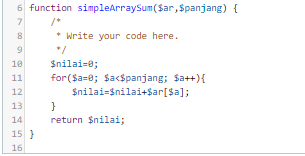 6 function simpleArraySum($ar,$panjang) {
7 /*
8 * Write your code here.
9 */
10 $nilai=0;
11 for($a=0; $a<$panjang; $a++){
12 $nilai=$nilai+$ar[$a];
13 }
14 return $nilai;
15 }
16